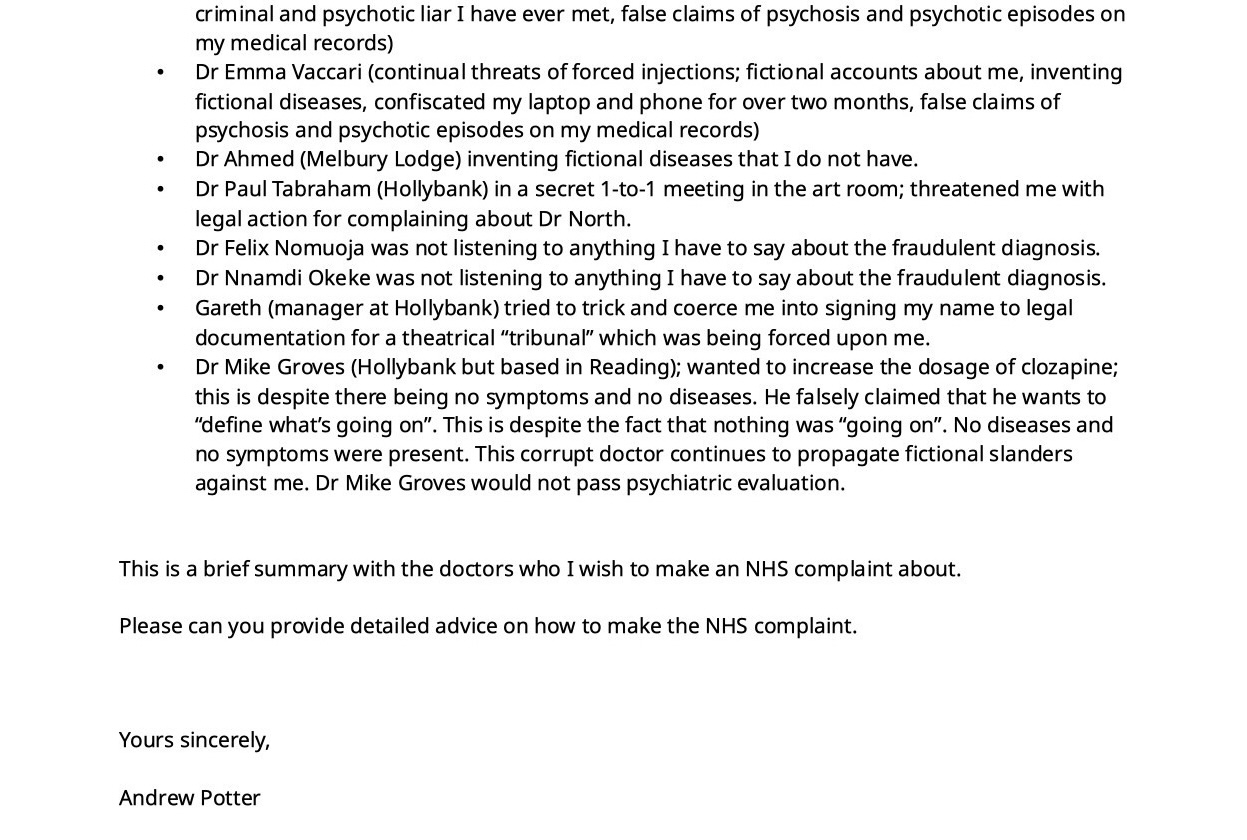 criminal and psychotic liar I have ever met, false claims of psychosis and psychotic episodes on
my medical records)
• Dr Emma Vaccari (continual threats of forced injections; fictional accounts about me, inventing
fictional diseases, confiscated my laptop and phone for over two months, false claims of
psychosis and psychotic episodes on my medical records)
• Dr Ahmed (Melbury Lodge) inventing fictional diseases that I do not have.
• Dr Paul Tabraham (Hollybank) in a secret 1-to-1 meeting in the art room; threatened me with
legal action for complaining about Dr North.
• Dr Felix Nomuoja was not listening to anything I have to say about the fraudulent diagnosis.
• Dr Nnamdi Okeke was not listening to anything I have to say about the fraudulent diagnosis.
• Gareth (manager at Hollybank) tried to trick and coerce me into signing my name to legal
documentation for a theatrical “tribunal” which was being forced upon me.
• Dr Mike Groves (Hollybank but based in Reading); wanted to increase the dosage of clozapine;
this is despite there being no symptoms and no diseases. He falsely claimed that he wants to
“define what’s going on”. This is despite the fact that nothing was “going on”. No diseases and
no symptoms were present. This corrupt doctor continues to propagate fictional slanders
against me. Dr Mike Groves would not pass psychiatric evaluation.
This is a brief summary with the doctors who I wish to make an NHS complaint about.
Please can you provide detailed advice on how to make the NHS complaint.
Yours sincerely,
Andrew Potter